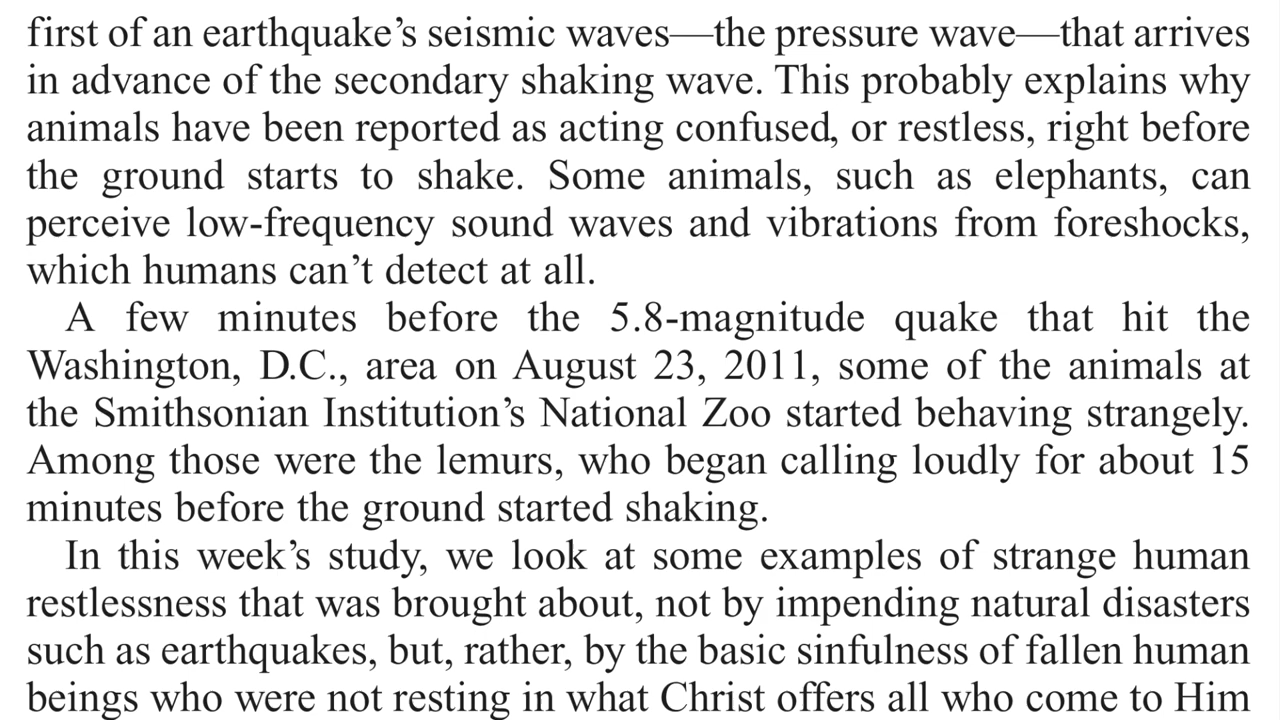 first of an earthquake’s seismic waves—the pressure wave—that arrives
in advance of the secondary shaking wave. This probably explains why
animals have been reported as acting confused, or restless, right before
the ground starts to shake. Some animals, such as elephants, can
perceive low-frequency sound waves and vibrations from foreshocks,
which humans can’t detect at all.
A few minutes before the 5.8-magnitude quake that hit the
Washington, D.C., area on August 23, 2011, some of the animals at
the Smithsonian Institution’s National Zoo started behaving strangely.
Among those were the lemurs, who began calling loudly for about 15
minutes before the ground started shaking.
In this week’s study, we look at some examples of strange human
restlessness that was brought about, not by impending natural disasters
such as earthquakes, but, rather, by the basic sinfulness of fallen human
beings who were not resting in what Christ offers all who come to Him